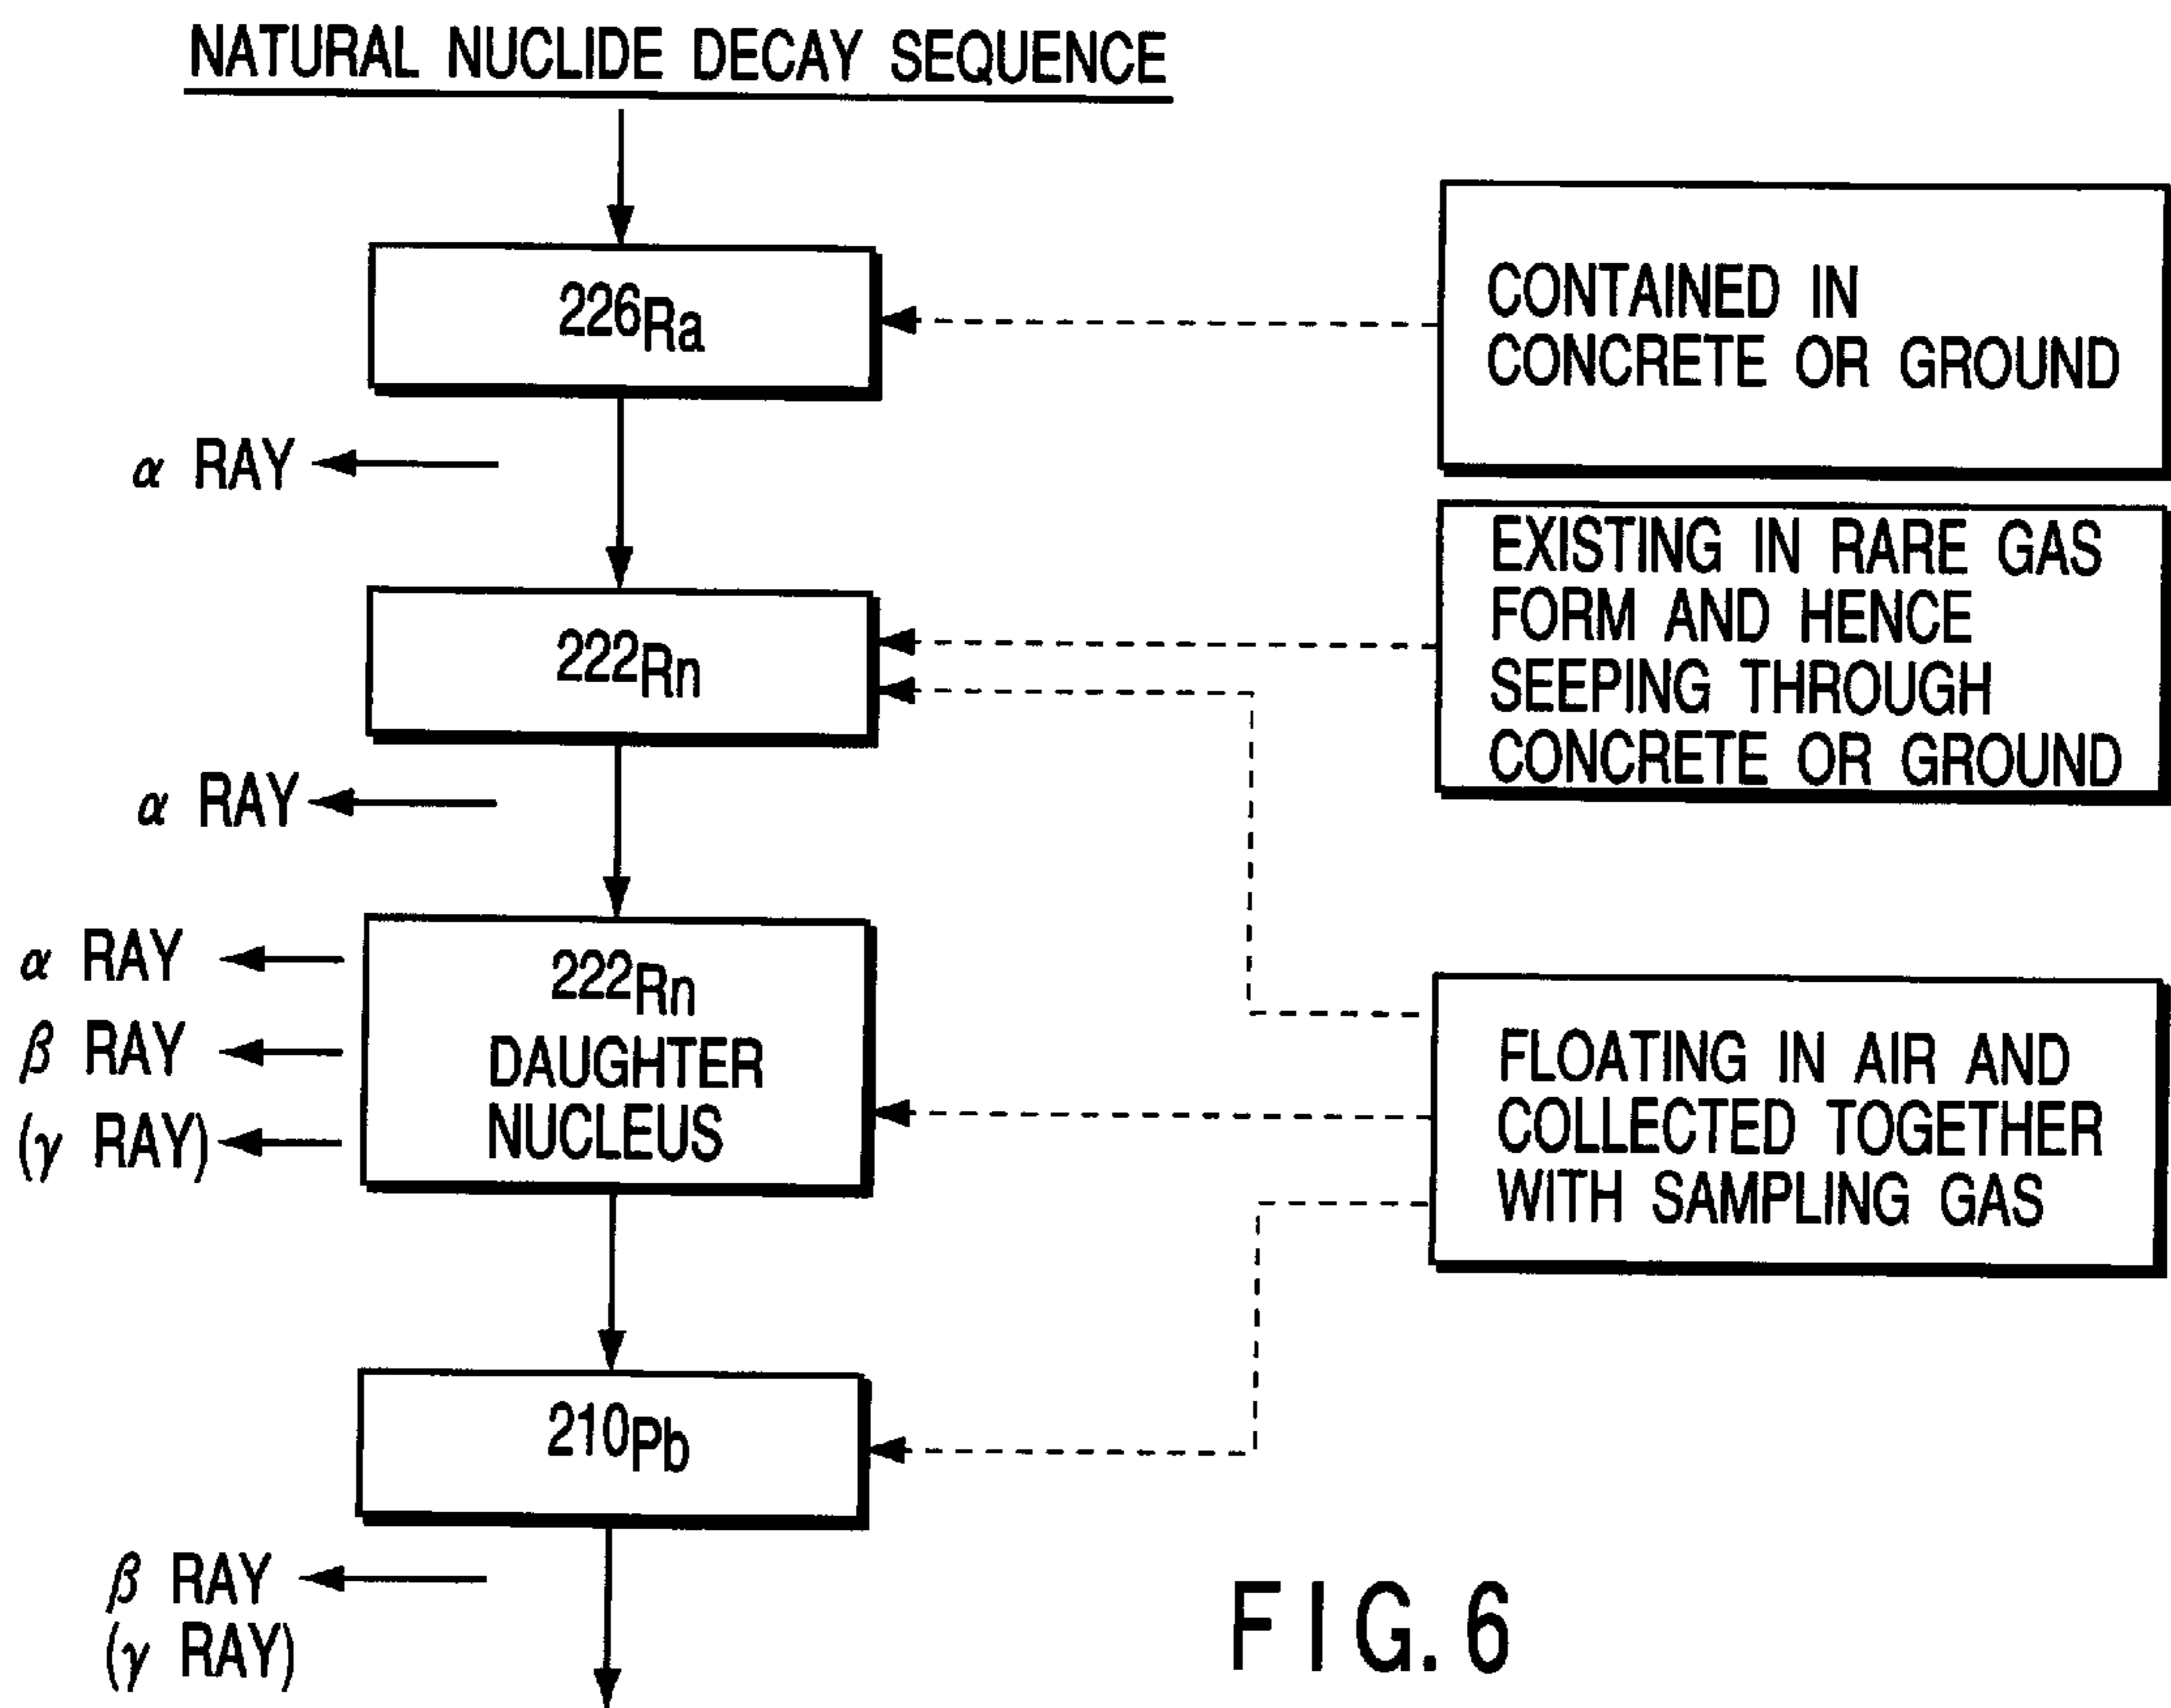 NATURAL NUCLIDE DECAY SEQUENCE
226Ra
CONTAINED IN
CONCRETE OR GROUND
α RAY
222Rn
EXISTING IN RARE GAS
FORM AND HENCE
SEEPING THROUGH
CONCRETE OR GROUND
α RAY
α RAY
β RAY
(γ RAY)
222Rn
DAUGHTER
NUCLEUS
FLOATING IN AIR AND
COLLECTED TOGETHER
WITH SAMPLING GAS
210Pb
β RAY
(γ RAY)
FIG. 6